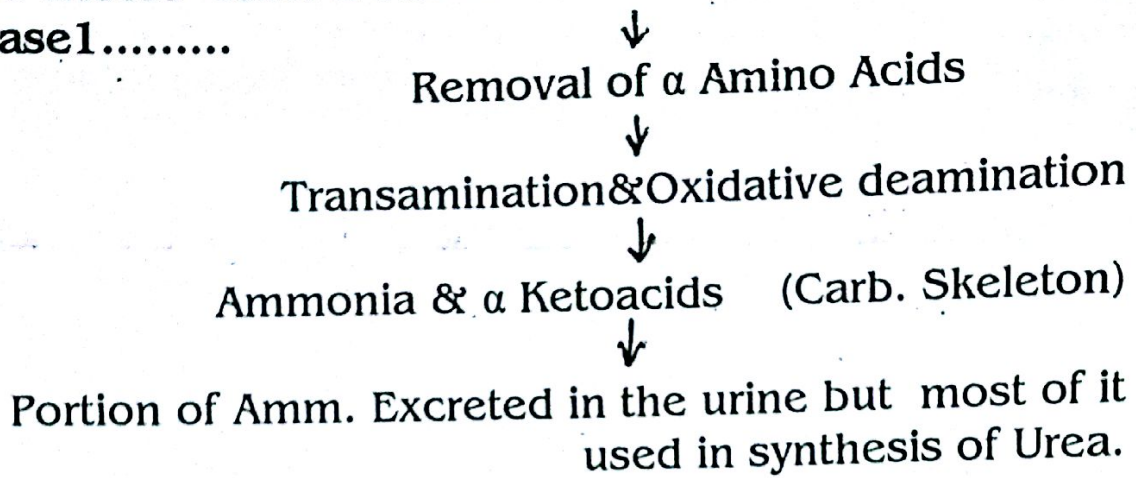 ase1.........
↓
Removal of α Amino Acids
↓
Transamination&Oxidative deamination
↓
Ammonia & α Ketoacids (Carb. Skeleton)
↓
Portion of Amm. Excreted in the urine but most of it
used in synthesis of Urea.